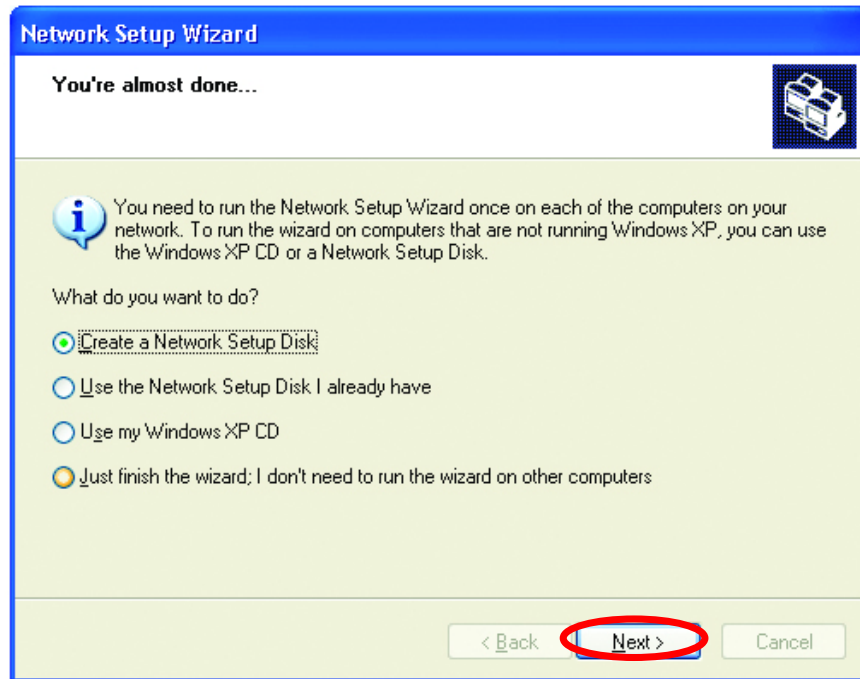 Network Setup Wizard
You're almost done...
You need to run the Network Setup Wizard once on each of the computers on your
network. To run the wizard on computers that are not running Windows XP, you can use
the Windows XP CD or a Network Setup Disk.
What do you want to do?
Create a Network Setup Disk
Use the Network Setup Disk I already have
Use my Windows XP CD
Just finish the wizard; I don't need to run the wizard on other computers
< Back
Next >
Cancel